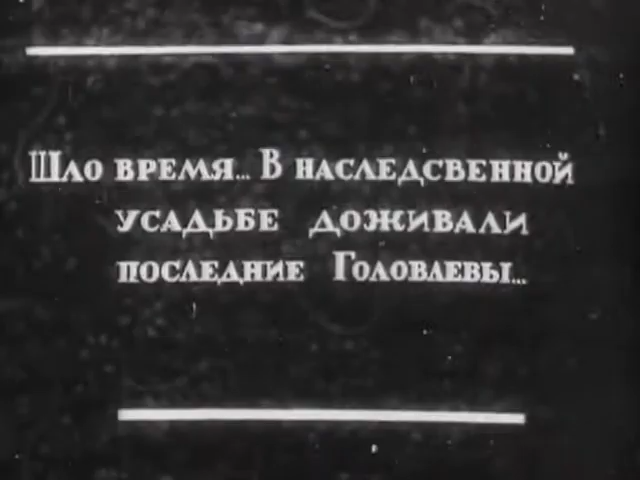 Шло время... В наследсвенной
усадьбе доживали
последние Головлевы...